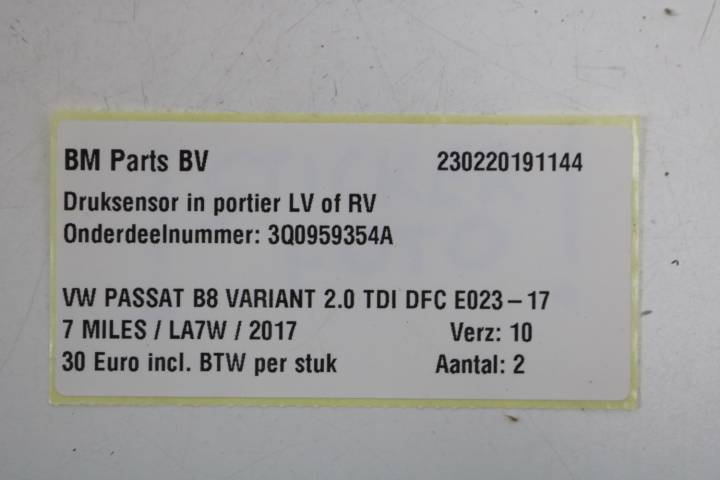 BM Parts BV 230220191144
Druksensor in portier LV of RV
Onderdeelnummer: 3Q0959354A
VW PASSAT B8 VARIANT 2.0 TDI DFC E023-17
7 MILES / LA7W / 2017 Verz: 10
30 Euro incl. BTW per stuk Aantal: 2